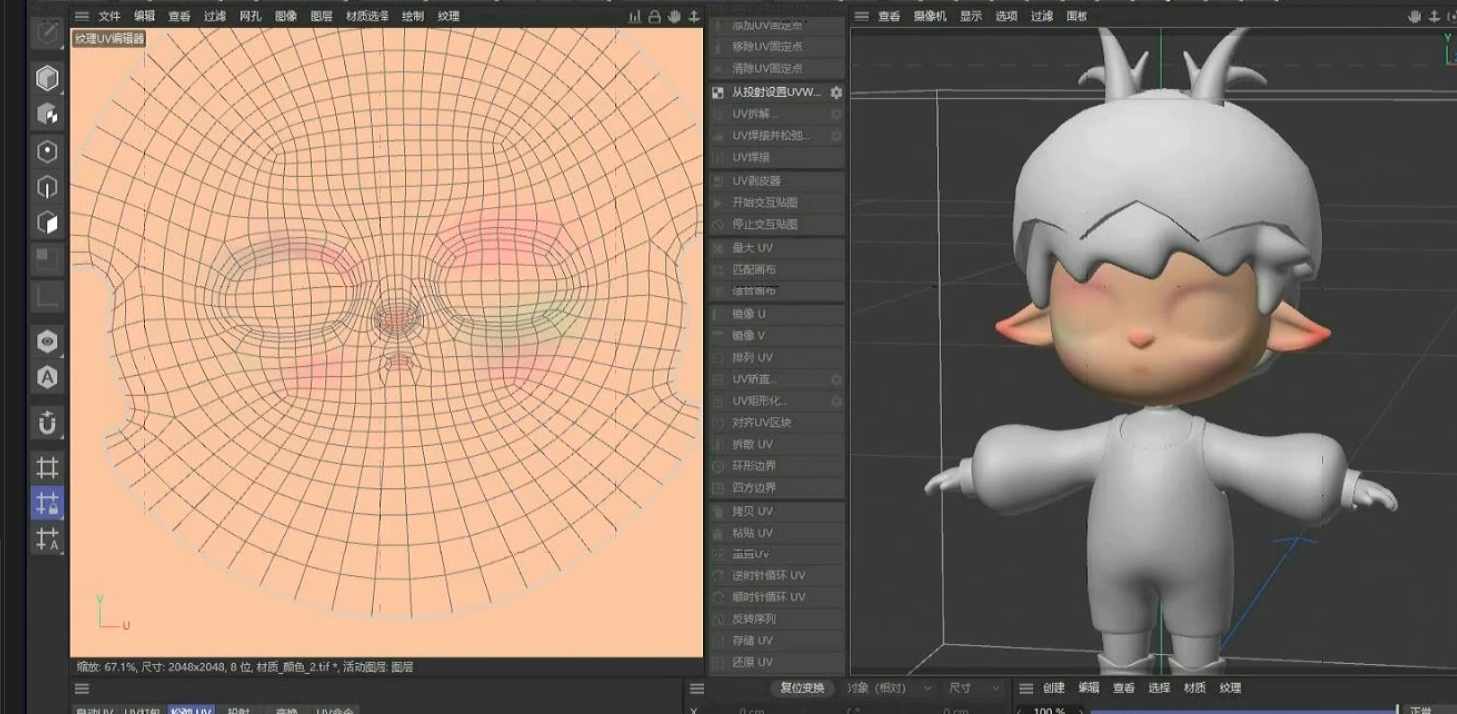 文件 编辑 查看 过滤 网孔 图像 图层 材质选择 绘制 纹理
纹理UV编辑器
V
U
缩放: 67.1%, 尺寸: 2048x2048, 8 位, 材质_颜色_2.tif *, 活动图层: 图层
自动UV UV打包 松弛 UV 投射 变换 UV命令
添加UV固定点
移除UV固定点
清除UV固定点
从投射设置UVW...
UV拆解...
UV焊接并松弛...
UV焊接
UV剥皮器
开始交互贴图
停止交互贴图
最大 UV
匹配画布
适合画布
镜像 U
镜像 V
排列 UV
UV矫直...
UV矩形化...
对齐UV区块
拆散 UV
环形边界
四方边界
拷贝 UV
粘贴 UV
重置UV
逆时针循环 UV
顺时针循环 UV
反转序列
存储 UV
还原 UV
复位变换 对象 (相对) 尺寸
X 0 cm 0 ° 0 cm
查看 摄像机 显示 选项 过滤 面板
Y
创建 编辑 查看 选择 材质 纹理
100 % 正常